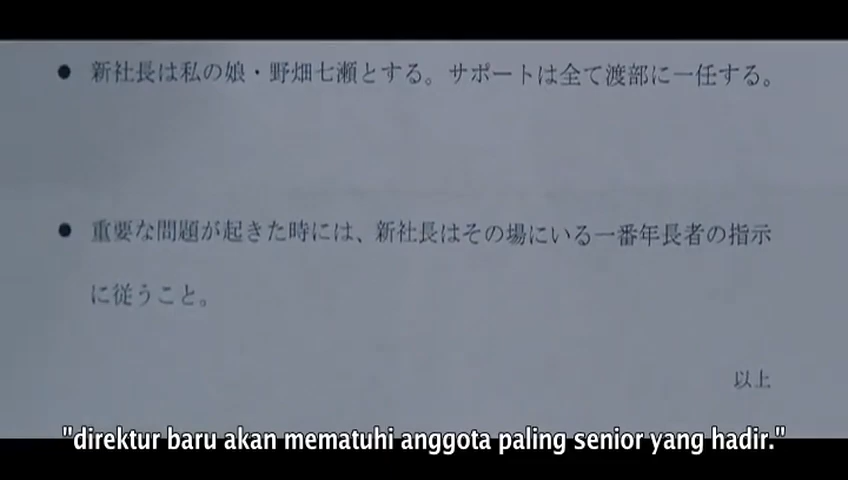 ● 新社長は私の娘・野畑七瀬とする。サポートは全て渡部に一任する。
● 重要な問題が起きた時には、新社長はその場にいる一番年長者の指示
に従うこと。
以上
"direktur baru akan mematuhi anggota paling senior yang hadir."